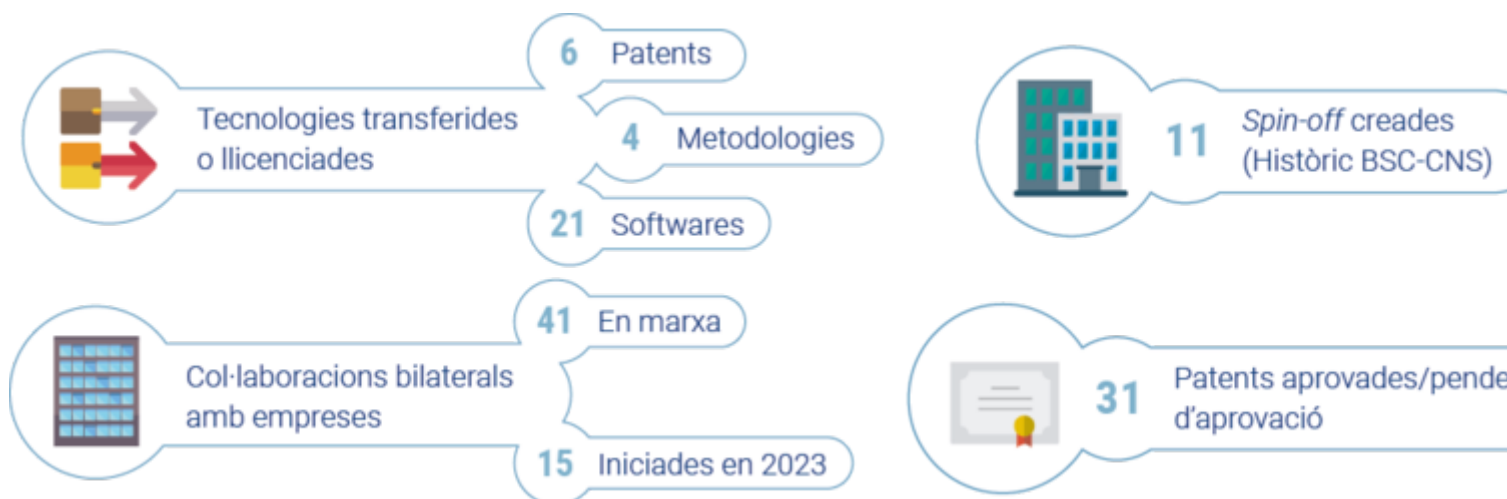 Tecnologies transferides
o llicenciades
6 Patents
4 Metodologies
21 Softwares
11 Spin-off creades
(Històric BSC-CNS)
Col·laboracions bilaterals
amb empreses
41 En marxa
15 Iniciades en 2023
31 Patents aprovades/pende
d'aprovació